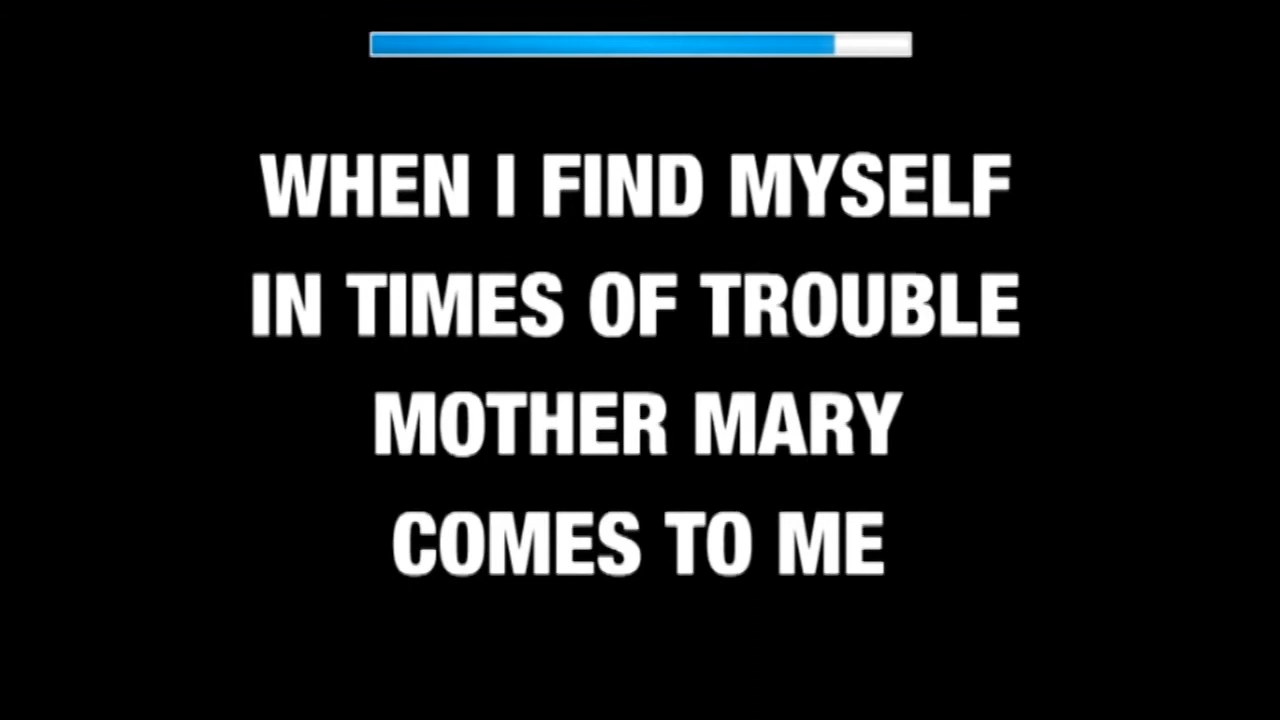 WHEN I FIND MYSELF
IN TIMES OF TROUBLE
MOTHER MARY
COMES TO ME